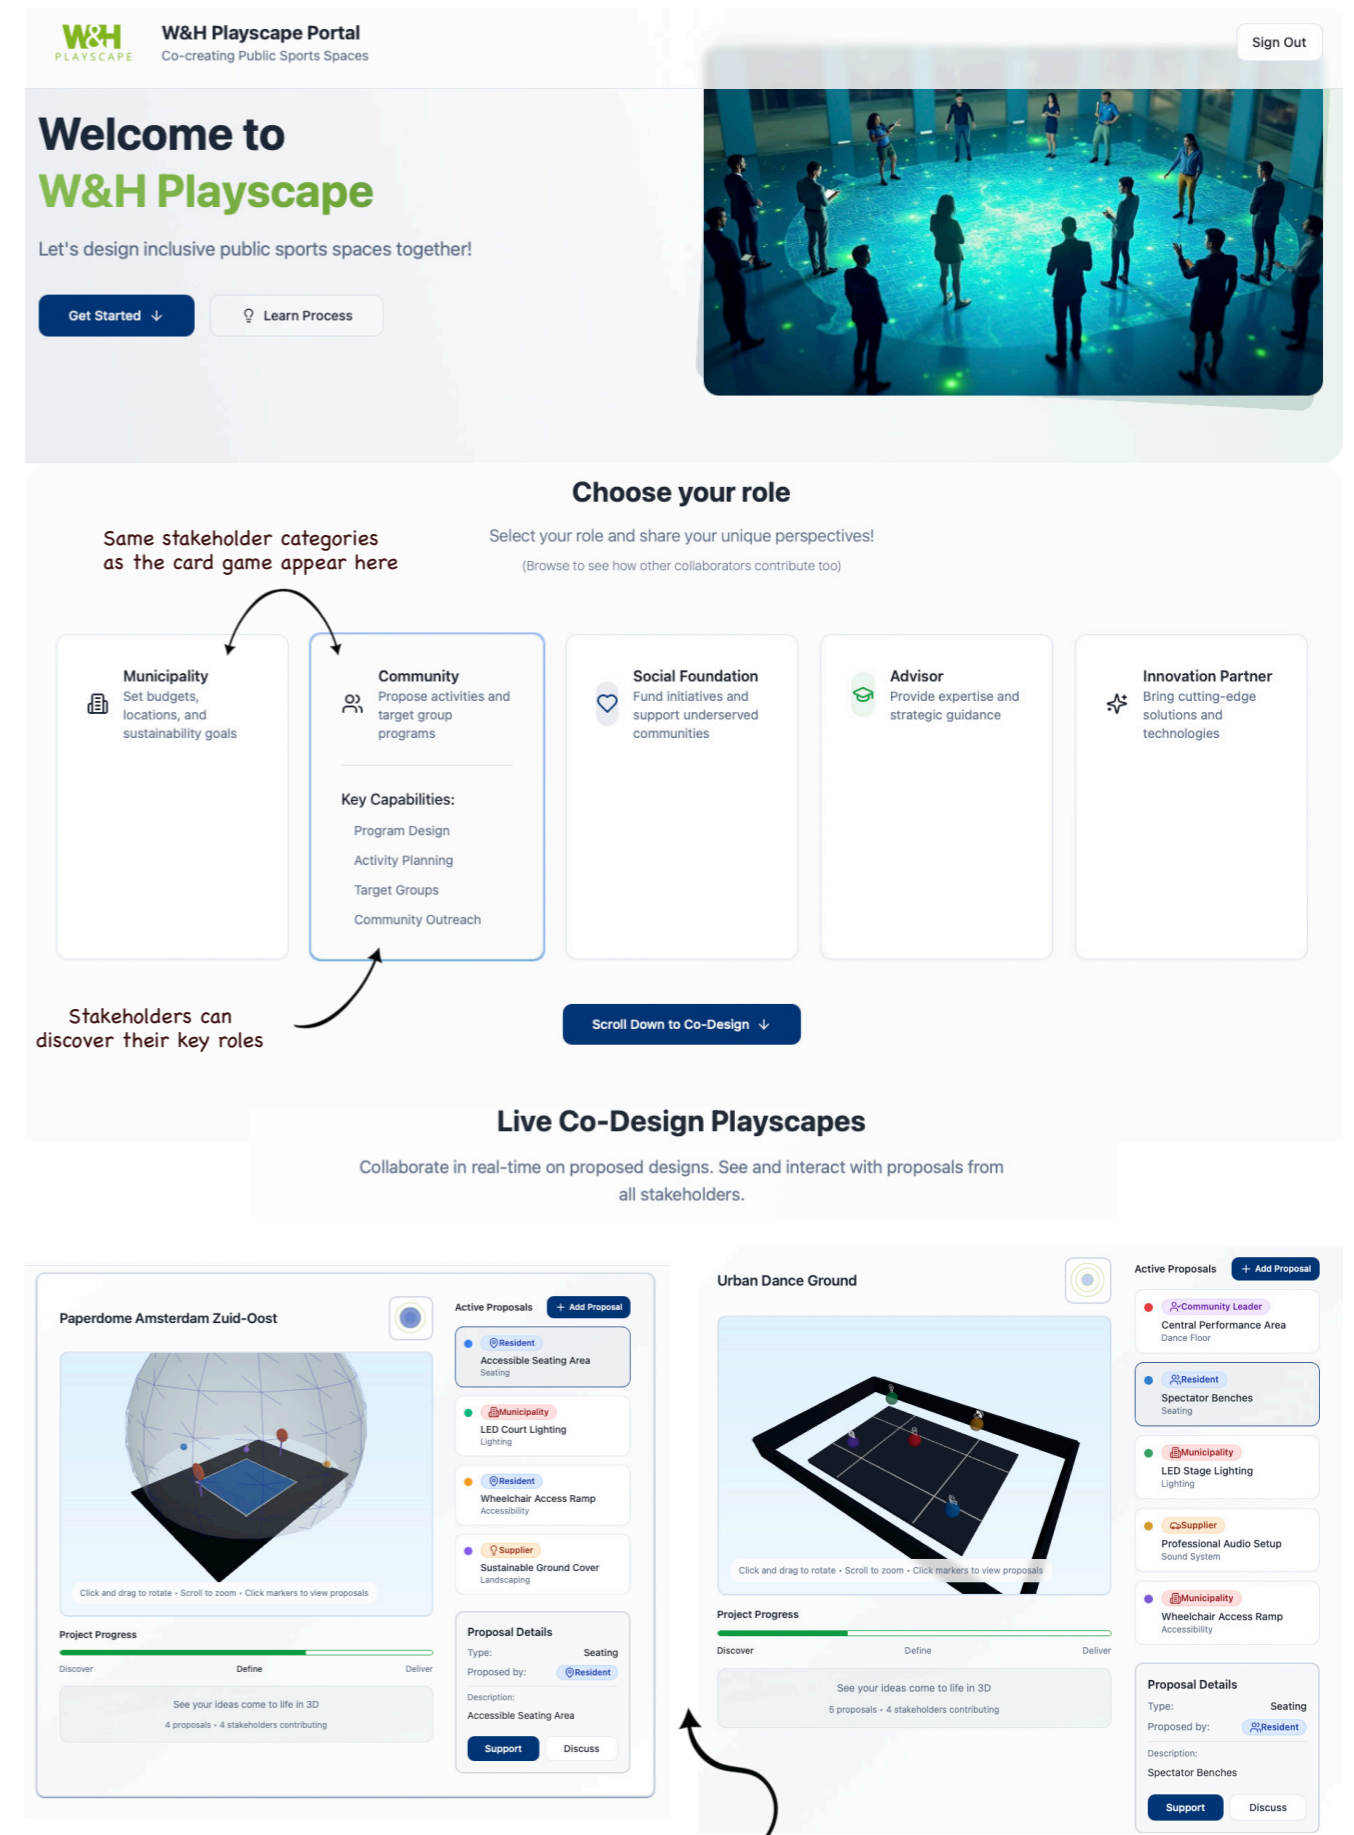 W&H
PLAYSCAPE
W&H Playscape Portal
Co-creating Public Sports Spaces
Sign Out
Welcome to
W&H Playscape
Let's design inclusive public sports spaces together!
Get Started
Learn Process
Choose your role
Select your role and share your unique perspectives!
(Browse to see how other collaborators contribute too)
Same stakeholder categories
as the card game appear here
Municipality
Set budgets,
locations, and
sustainability goals
Community
Propose activities and
target group
programs
Key Capabilities:
Program Design
Activity Planning
Target Groups
Community Outreach
Social Foundation
Fund initiatives and
support underserved
communities
Advisor
Provide expertise and
strategic guidance
Innovation Partner
Bring cutting-edge
solutions and
technologies
Stakeholders can
discover their key roles
Scroll Down to Co-Design ↓
Live Co-Design Playscapes
Collaborate in real-time on proposed designs. See and interact with proposals from
all stakeholders.
Paperdome Amsterdam Zuid-Oost
Click and drag to rotate • Scroll to zoom • Click markers to view proposals
Project Progress
Discover
Define
Deliver
See your ideas come to life in 3D
4 proposals • 4 stakeholders contributing
Active Proposals
+ Add Proposal
Resident
Accessible Seating Area
Seating
Municipality
LED Court Lighting
Lighting
Resident
Wheelchair Access Ramp
Accessibility
Supplier
Sustainable Ground Cover
Landscaping
Proposal Details
Type: Seating
Proposed by: Resident
Description:
Accessible Seating Area
Support
Discuss
Urban Dance Ground
Click and drag to rotate • Scroll to zoom • Click markers to view proposals
Project Progress
Discover
Define
Deliver
See your ideas come to life in 3D
5 proposals • 4 stakeholders contributing
Active Proposals
+ Add Proposal
Community Leader
Central Performance Area
Dance Floor
Resident
Spectator Benches
Seating
Municipality
LED Stage Lighting
Lighting
Supplier
Professional Audio Setup
Sound System
Municipality
Wheelchair Access Ramp
Accessibility
Proposal Details
Type: Seating
Proposed by: Resident
Description:
Spectator Benches
Support
Discuss